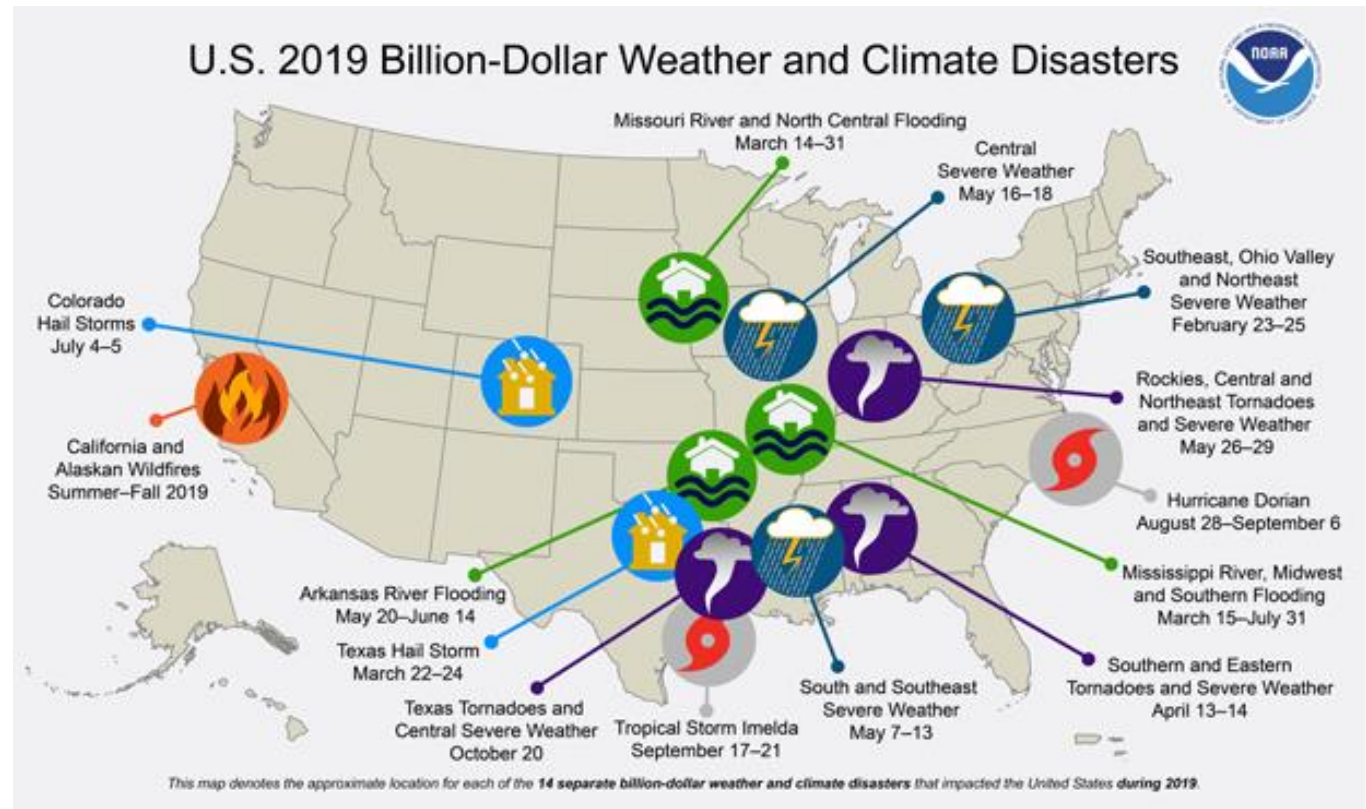 U.S. 2019 Billion-Dollar Weather and Climate Disasters
NOAA
Missouri River and North Central Flooding
March 14–31
Central
Severe Weather
May 16–18
Southeast, Ohio Valley
and Northeast
Severe Weather
February 23–25
Colorado
Hail Storms
July 4–5
Rockies, Central and
Northeast Tornadoes
and Severe Weather
May 26–29
California and
Alaskan Wildfires
Summer–Fall 2019
Hurricane Dorian
August 28–September 6
Arkansas River Flooding
May 20–June 14
Mississippi River, Midwest
and Southern Flooding
March 15–July 31
Texas Hail Storm
March 22–24
Southern and Eastern
Tornadoes and Severe Weather
April 13–14
Texas Tornadoes and
Central Severe Weather
October 20
Tropical Storm Imelda
September 17–21
South and Southeast
Severe Weather
May 7–13
This map denotes the approximate location for each of the 14 separate billion-dollar weather and climate disasters that impacted the United States during 2019.